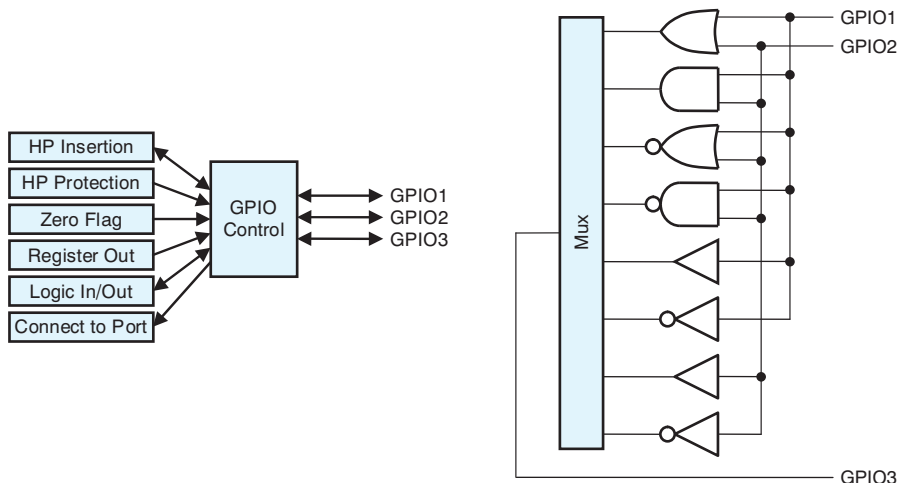 HP Insertion
HP Protection
Zero Flag
Register Out
Logic In/Out
Connect to Port
GPIO
Control
GPIO1
GPIO2
GPIO3
Mux
GPIO1
GPIO2
GPIO3